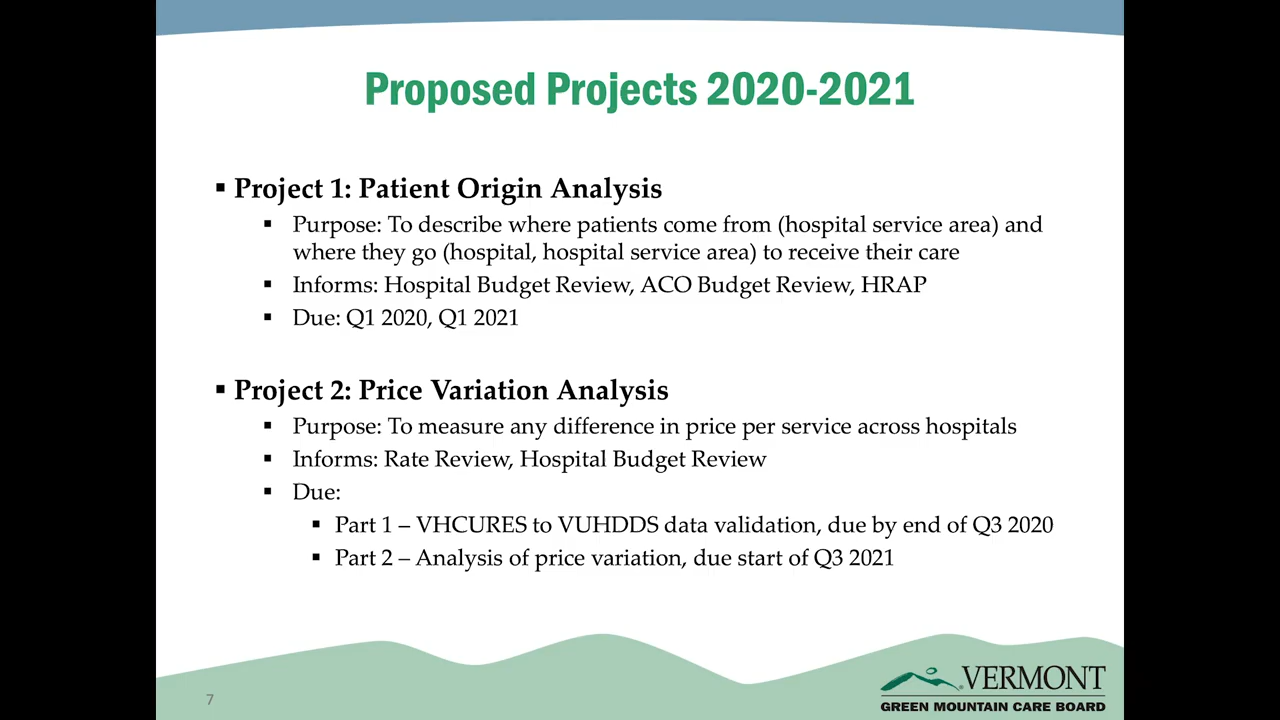 Proposed Projects 2020-2021
▪ Project 1: Patient Origin Analysis
▪ Purpose: To describe where patients come from (hospital service area) and
where they go (hospital, hospital service area) to receive their care
▪ Informs: Hospital Budget Review, ACO Budget Review, HRAP
▪ Due: Q1 2020, Q1 2021
▪ Project 2: Price Variation Analysis
▪ Purpose: To measure any difference in price per service across hospitals
▪ Informs: Rate Review, Hospital Budget Review
▪ Due:
▪ Part 1 – VHCURES to VUHDDS data validation, due by end of Q3 2020
▪ Part 2 – Analysis of price variation, due start of Q3 2021
7
VERMONT
GREEN MOUNTAIN CARE BOARD